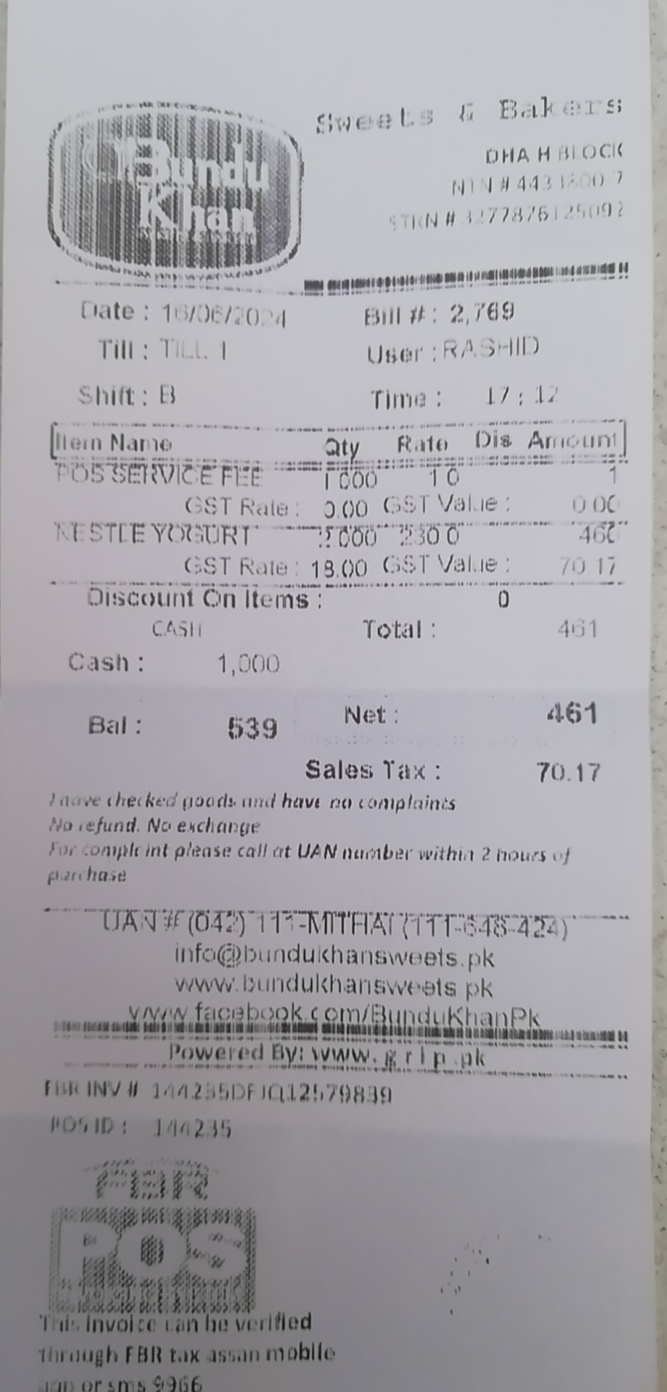 Bundu
Khan
Sweets & Bakers
DHA H BLOCK
NTN # 4431800-7
STRN # 3277876125092
Date : 16/06/2024 Bill # : 2,769
Till : TILL 1 User : RASHID
Shift : B Time : 17 : 12
Item Name Qty Rate Dis Amount
POS SERVICE FEE 1.000 1.0 1
GST Rate : 0.00 GST Value : 0.00
NESTLE YOGURT 2.000 230.0 460
GST Rate : 18.00 GST Value : 70.17
Discount On Items : 0
CASH Total : 461
Cash : 1,000
Bal : 539 Net : 461
Sales Tax : 70.17
I have checked goods and have no complaints
No refund. No exchange
For complaint please call at UAN number within 2 hours of
purchase
UAN # (042) 111-MITHAI (111-648-424)
info@bundukhansweets.pk
www.bundukhansweets.pk
www.facebook.com/BunduKhanPk
Powered By: www.grip.pk
FBR INV # 144235DFJQ12579839
POS ID : 144235
FBR
POS
This invoice can be verified
through FBR tax assan mobile
app or sms 9966